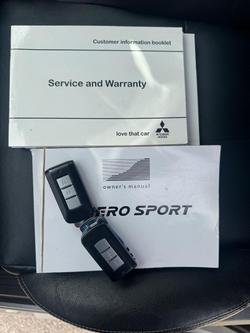 Customer information booklet
Service and Warranty
love that car
MITSUBISHI
MOTORS
owner's manual
ERO SPORT